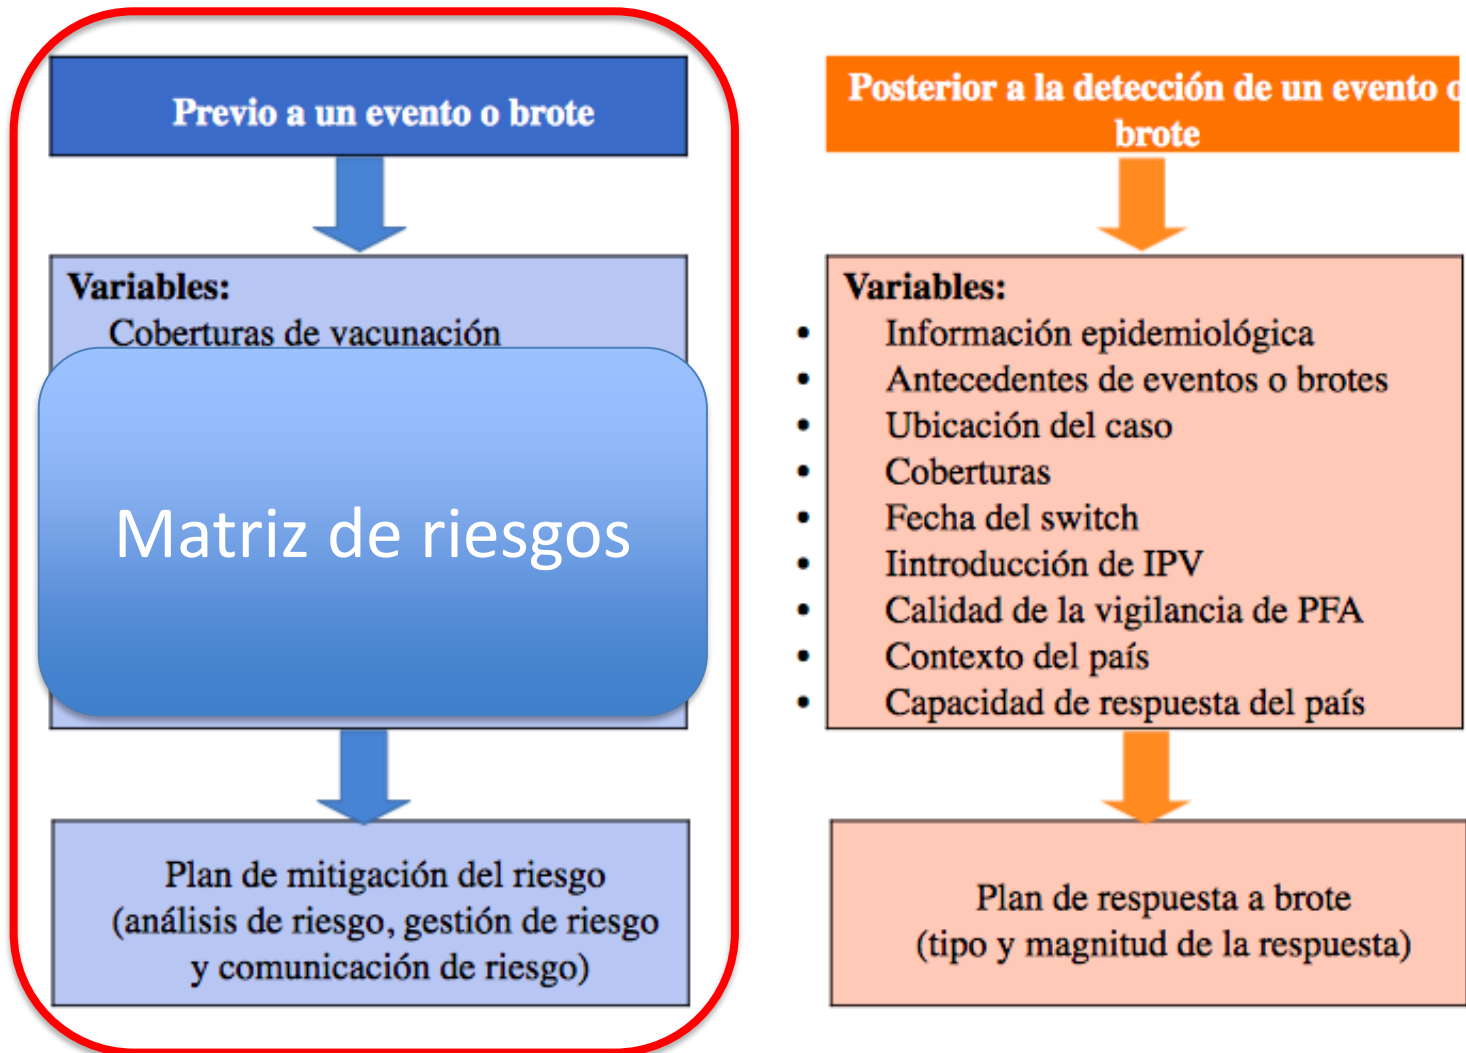 Previo a un evento o brote
Variables:
Coberturas de vacunación
Matriz de riesgos
Plan de mitigación del riesgo
(análisis de riesgo, gestión de riesgo
y comunicación de riesgo)
Posterior a la detección de un evento o
brote
Variables:
• Información epidemiológica
• Antecedentes de eventos o brotes
• Ubicación del caso
• Coberturas
• Fecha del switch
• Iintroducción de IPV
• Calidad de la vigilancia de PFA
• Contexto del país
• Capacidad de respuesta del país
Plan de respuesta a brote
(tipo y magnitud de la respuesta)